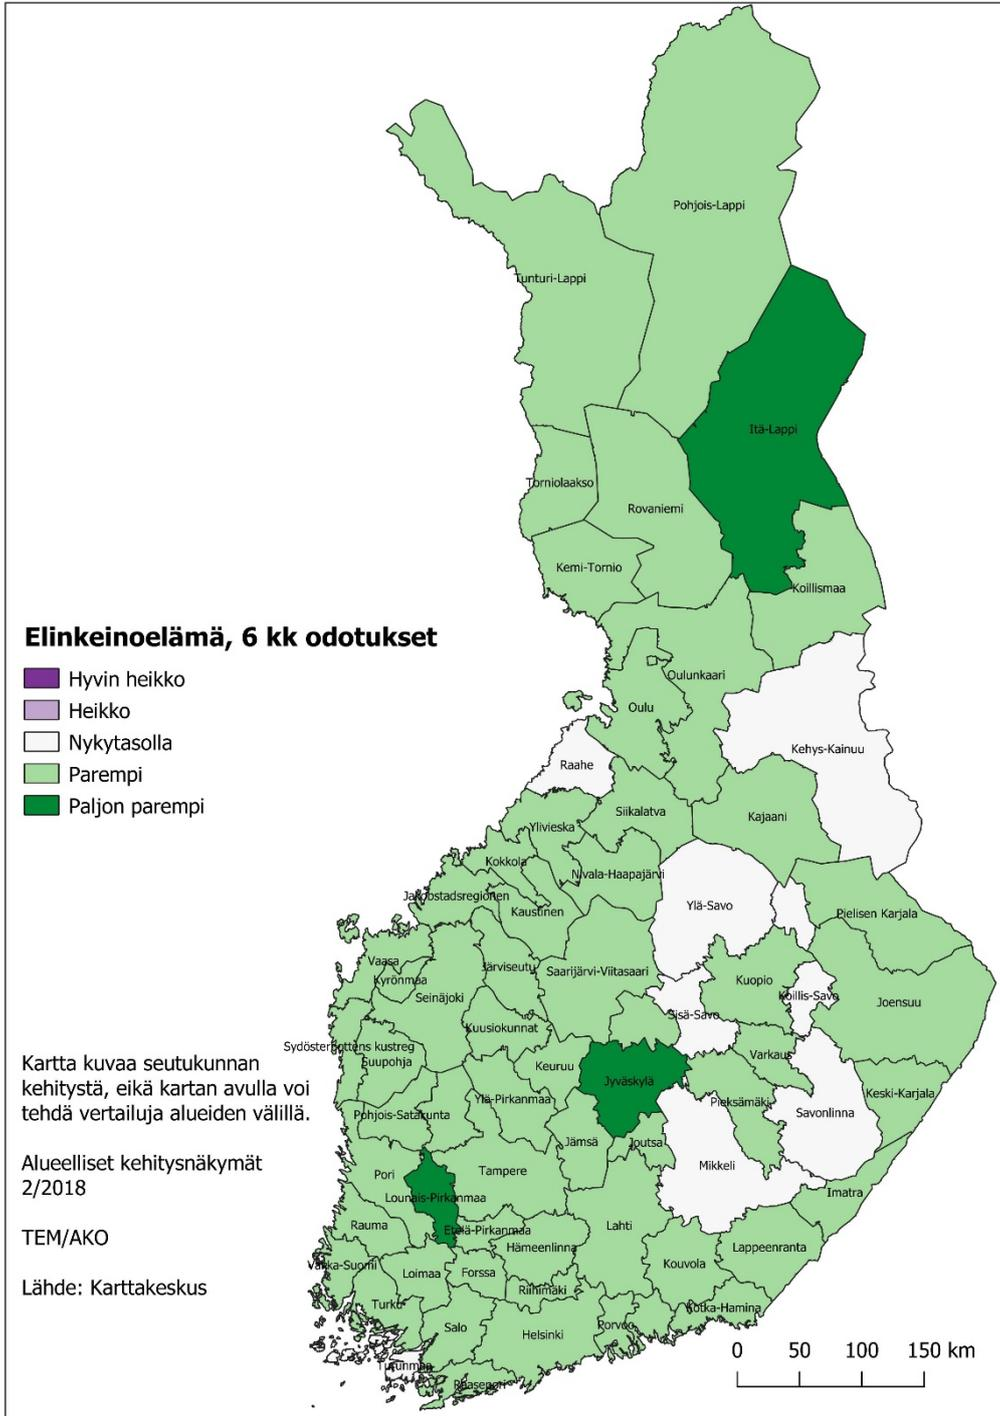 Pohjois-Lappi
Tunturi-Lappi
Itä-Lappi
Torniolaakso
Rovaniemi
Kemi-Tornio
Koillismaa
Elinkeinoelämä, 6 kk odotukset
Hyvin heikko
Heikko
Nykytasolla
Parempi
Paljon parempi
Oulunkaari
Oulu
Kehys-Kainuu
Raahe
Siikalatva
Kajaani
Ylivieska
Kokkola
Nivala-Haapajärvi
Jakobstadsregionen
Kaustinen
Ylä-Savo
Pielisen Karjala
Vaasa
Kyrönmaa
Järviseutu
Saarijärvi-Viitasaari
Seinäjoki
Kuopio
Koillis-Savo
Joensuu
Sisä-Savo
Kuusiokunnat
Sydösterbottens kustreg
Suupohja
Keuruu
Varkaus
Jyväskylä
Keski-Karjala
Ylä-Pirkanmaa
Pieksämäki
Savonlinna
Pohjois-Satakunta
Jämsä
Joutsa
Mikkeli
Pori
Tampere
Imatra
Lounais-Pirkanmaa
Rauma
Etelä-Pirkanmaa
Lahti
Hämeenlinna
Lappeenranta
Vakka-Suomi
Loimaa
Forssa
Kouvola
Riihimäki
Turku
Kotka-Hamina
Salo
Helsinki
Porvoo
Turunmaa
Raasepori
Kartta kuvaa seutukunnan
kehitystä, eikä kartan avulla voi
tehdä vertailuja alueiden välillä.
Alueelliset kehitysnäkymät
2/2018
TEM/AKO
Lähde: Karttakeskus
0 50 100 150 km